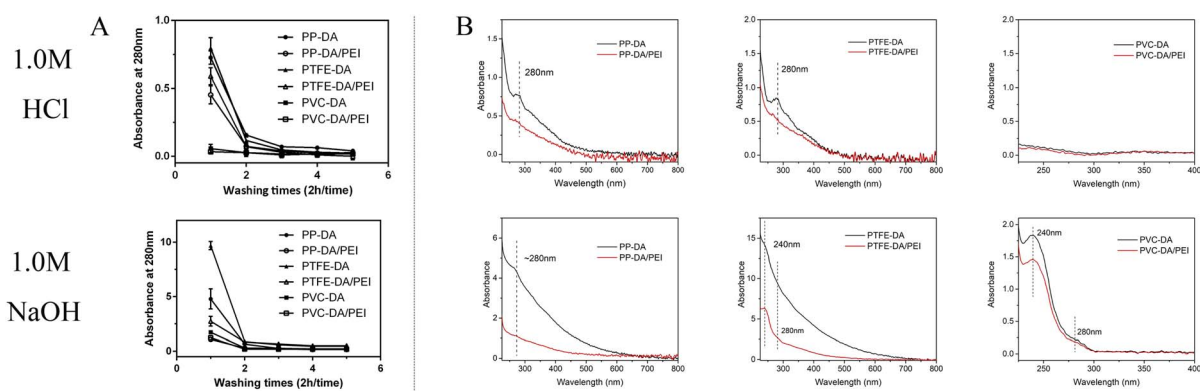 1.0M
HCl
A
1.0
0.5
0.0
0
2
4
6
Absorbance at 280nm
Washing times (2h/time)
PP-DA
PP-DA/PEI
PTFE-DA
PTFE-DA/PEI
PVC-DA
PVC-DA/PEI
B
1.5
1.0
0.5
0.0
300 400 500 600 700 800
Absorbance
Wavelength (nm)
280nm
PP-DA
PP-DA/PEI
2.0
1.5
1.0
0.5
0.0
300 400 500 600 700 800
Absorbance
Wavelength (nm)
280nm
PTFE-DA
PTFE-DA/PEI
2.0
1.5
1.0
0.5
0.0
250 300 350 400
Absorbance
Wavelength (nm)
PVC-DA
PVC-DA/PEI
1.0M
NaOH
10
5
0
0
2
4
6
Absorbance at 280nm
Washing times (2h/time)
PP-DA
PP-DA/PEI
PTFE-DA
PTFE-DA/PEI
PVC-DA
PVC-DA/PEI
6
4
2
0
300 400 500 600 700 800
Absorbance
Wavelength (nm)
~280nm
PP-DA
PP-DA/PEI
15
10
5
0
300 400 500 600 700 800
Absorbance
Wavelength (nm)
240nm
280nm
PTFE-DA
PTFE-DA/PEI
2.0
1.5
1.0
0.5
0.0
250 300 350 400
Absorbance
Wavelength (nm)
240nm
280nm
PVC-DA
PVC-DA/PEI